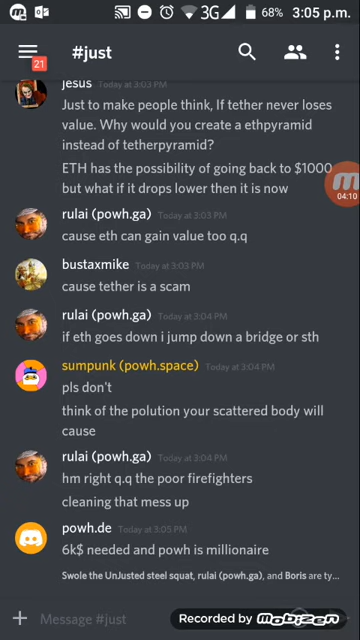 3G 68% 3:05 p.m.
#just
21
jesus Today at 3:03 PM
Just to make people think, If tether never loses
value. Why would you create a ethpyramid
instead of tetherpyramid?
ETH has the possibility of going back to $1000
but what if it drops lower then it is now
04:10
rulai (powh.ga) Today at 3:03 PM
cause eth can gain value too q.q
bustaxmike Today at 3:03 PM
cause tether is a scam
rulai (powh.ga) Today at 3:04 PM
if eth goes down i jump down a bridge or sth
sumpunk (powh.space) Today at 3:04 PM
pls don't
think of the polution your scattered body will
cause
rulai (powh.ga) Today at 3:04 PM
hm right q.q the poor firefighters
cleaning that mess up
powh.de Today at 3:05 PM
6k$ needed and powh is millionaire
Swole the UnJusted steel squat, rulai (powh.ga), and Boris are ty...
Message #just
Recorded by Mobizen